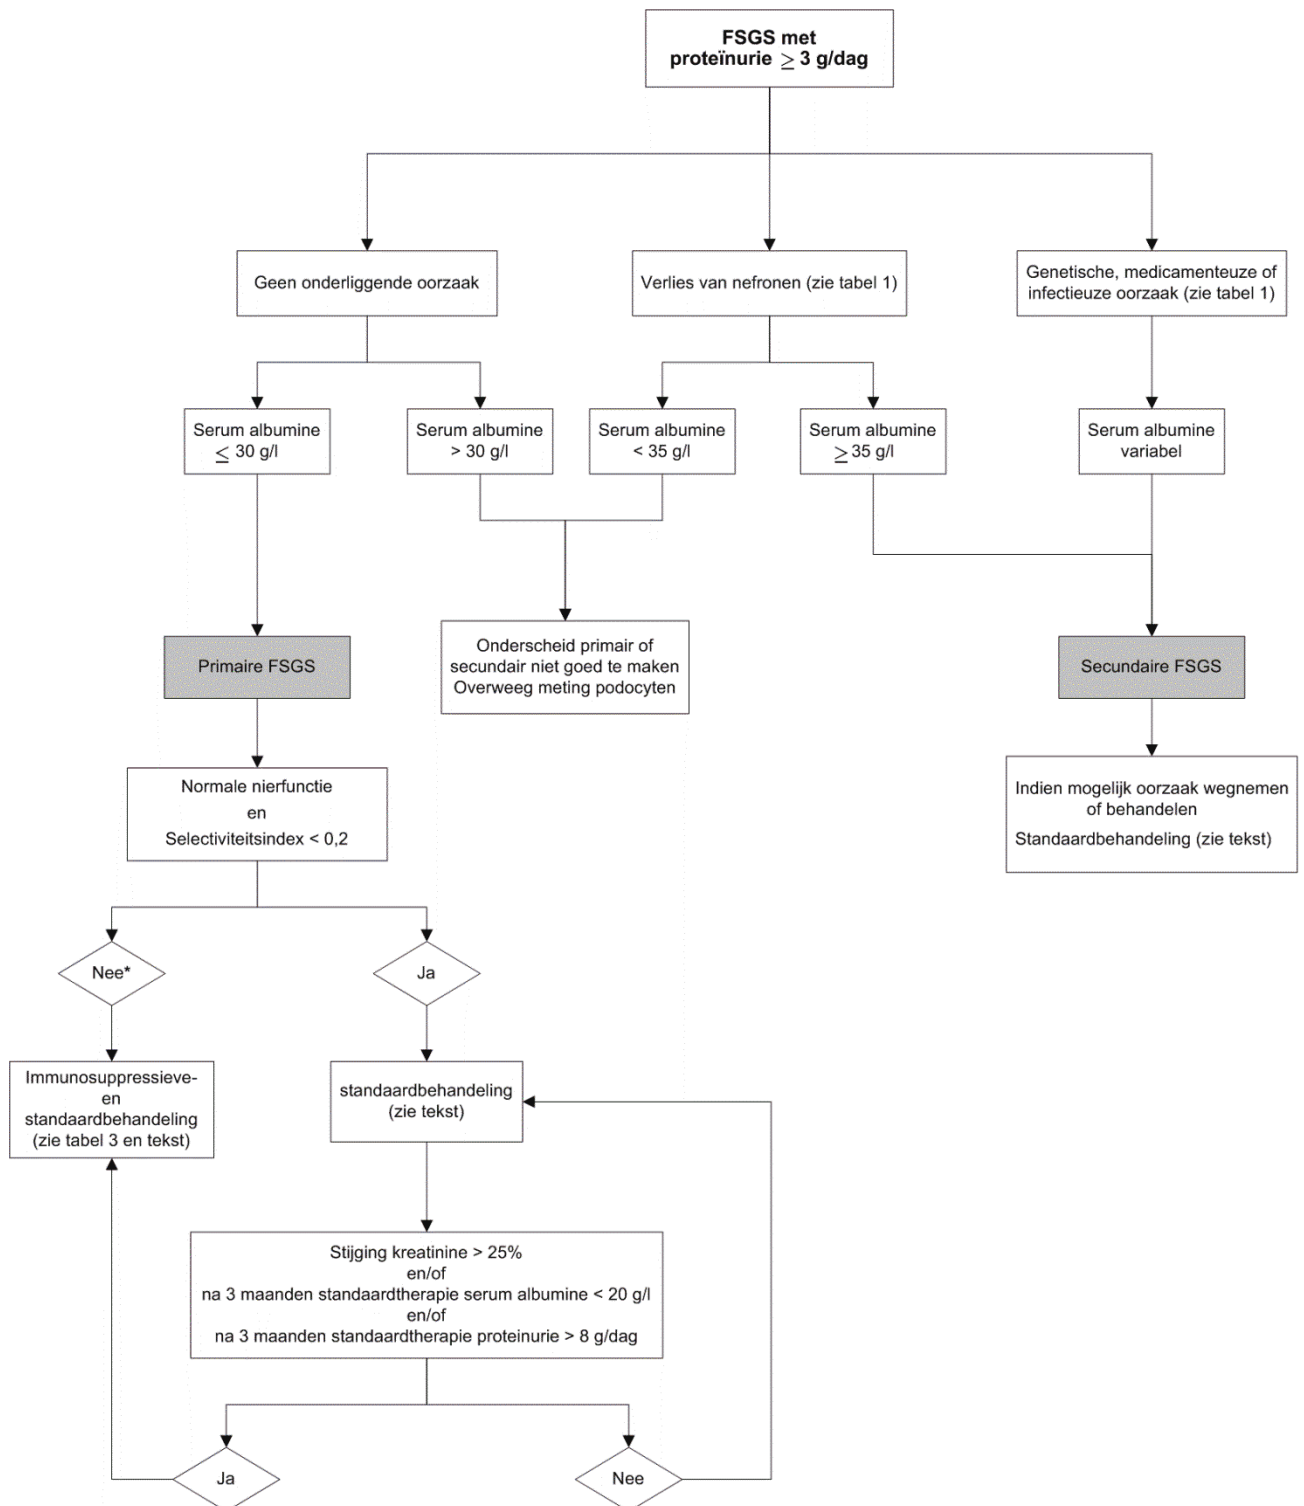 FSGS met
proteïnurie ≥ 3 g/dag
Geen onderliggende oorzaak
Verlies van nefronen (zie tabel 1)
Genetische, medicamenteuze of
infectieuze oorzaak (zie tabel 1)
Serum albumine
≤ 30 g/l
Serum albumine
> 30 g/l
Serum albumine
< 35 g/l
Serum albumine
≥ 35 g/l
Serum albumine
variabel
Primaire FSGS
Onderscheid primair of
secundair niet goed te maken
Overweeg meting podocyten
Secundaire FSGS
Normale nierfunctie
en
Selectiviteitsindex < 0,2
Indien mogelijk oorzaak wegnemen
of behandelen
Standaardbehandeling (zie tekst)
Nee*
Ja
Immunosuppressieve-
en
standaardbehandeling
(zie tabel 3 en tekst)
standaardbehandeling
(zie tekst)
Stijging kreatinine > 25%
en/of
na 3 maanden standaardtherapie serum albumine < 20 g/l
en/of
na 3 maanden standaardtherapie proteinurie > 8 g/dag
Ja
Nee